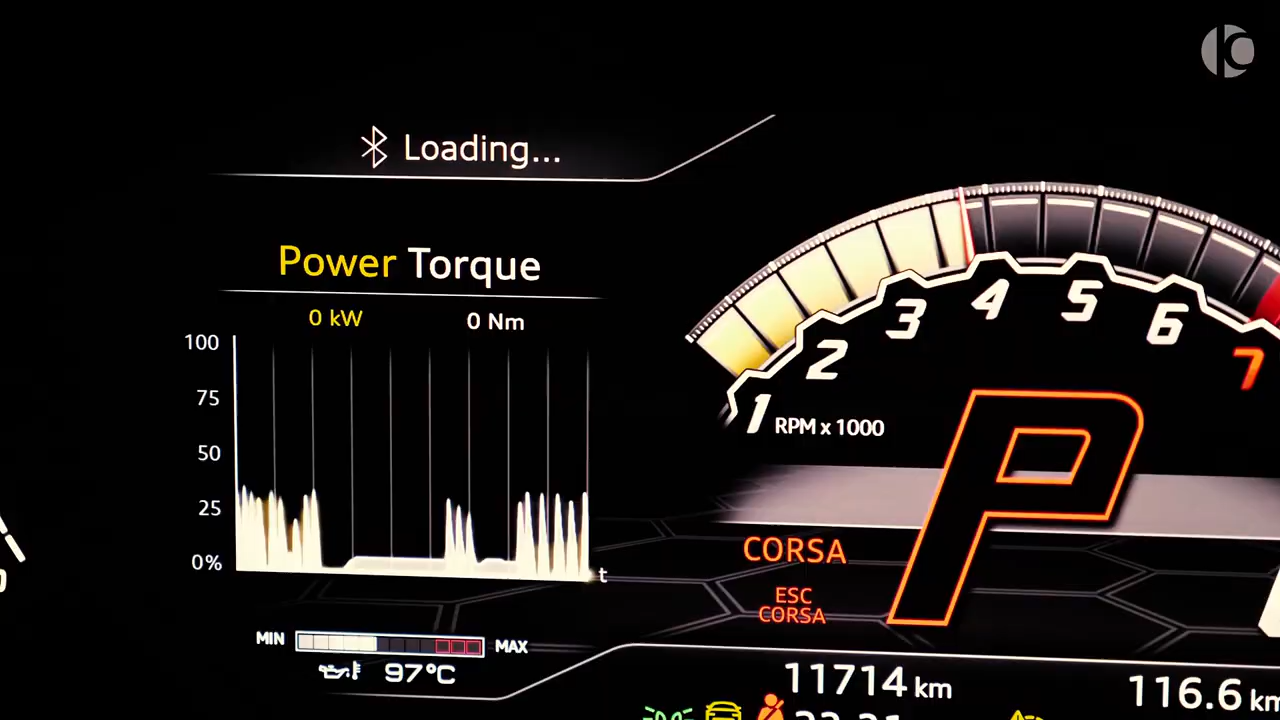 Loading...
Power Torque
0 kW
0 Nm
100
75
50
25
0%
t
MIN
MAX
97°C
1
2
3
4
5
6
7
RPM x 1000
P
CORSA
ESC
CORSA
11714 km
116.6 km